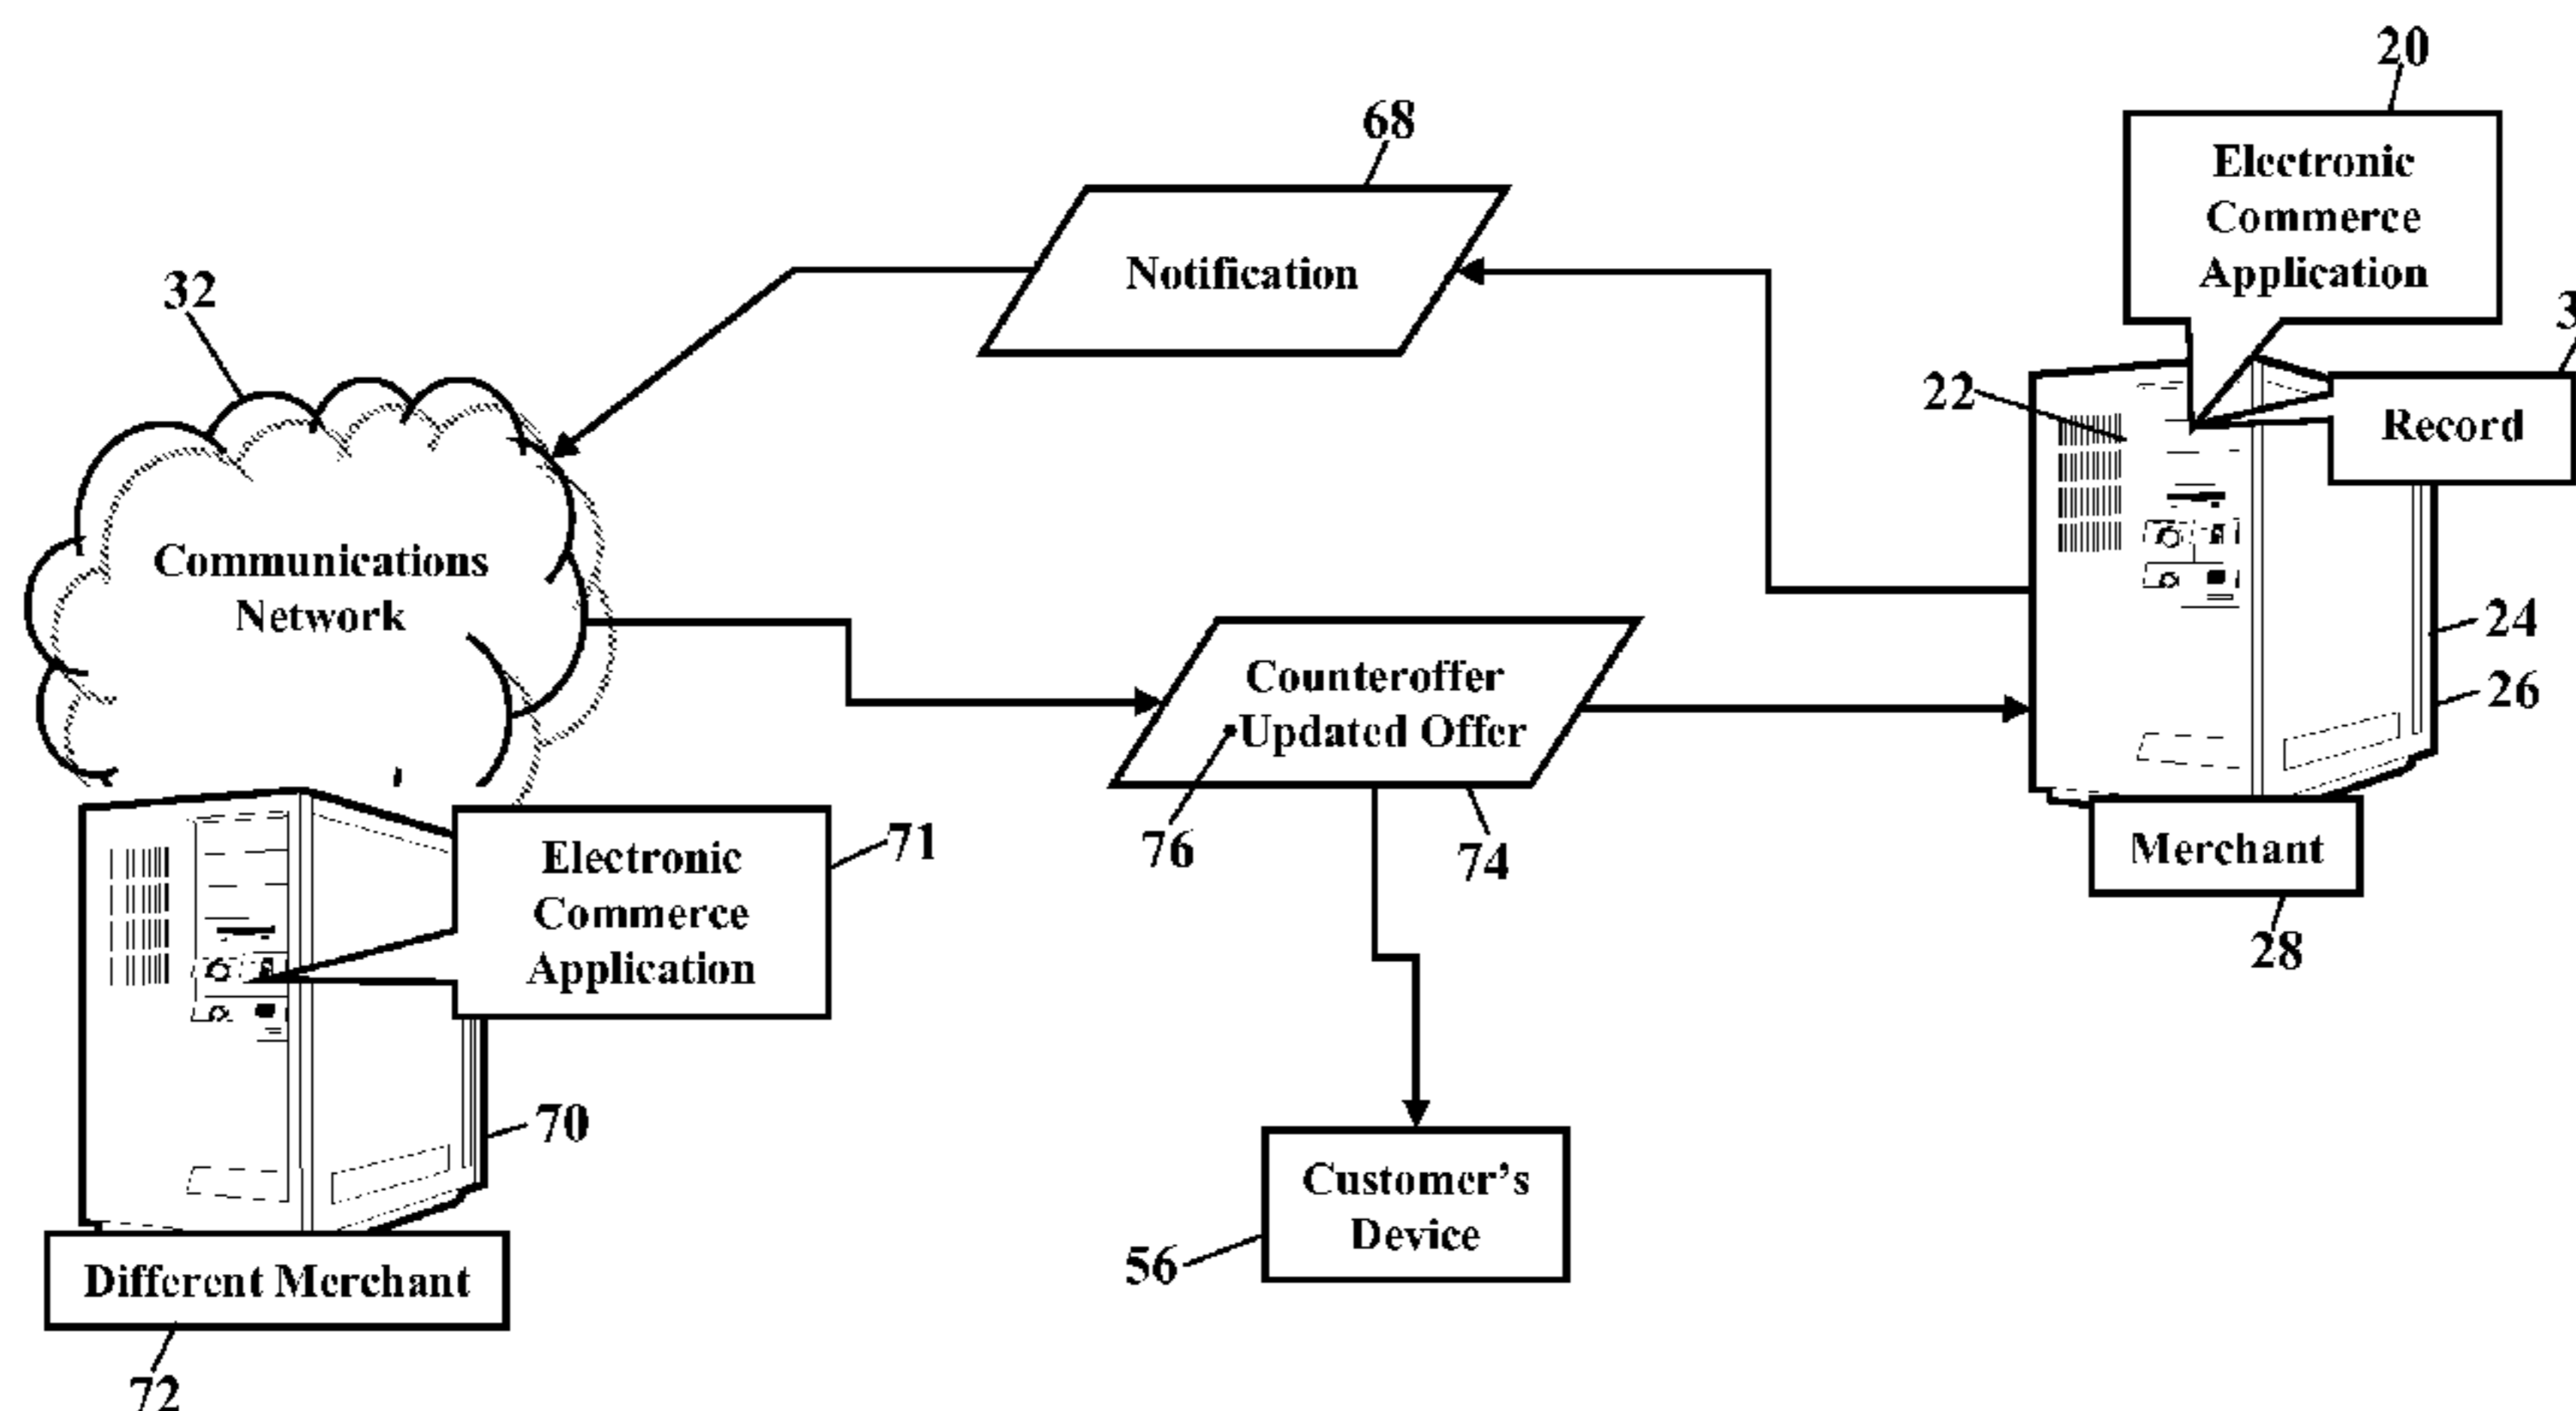 20
68
Electronic
Commerce
Application
Notification
32
22
Record
Communications
Network
24
Counteroffer
26
•Updated Offer
76
74
71
Merchant
Electronic
Commerce
Application
28
70
Customer's
Device
56
Different Merchant
72